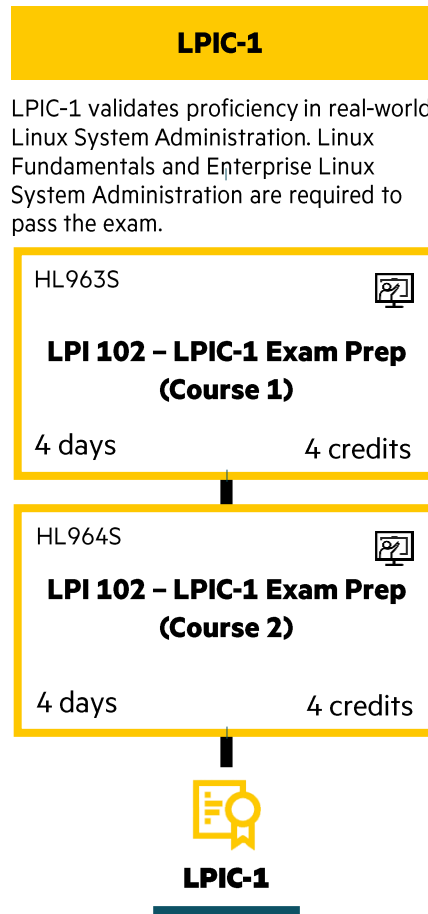 LPIC-1
LPIC-1 validates proficiency in real-world
Linux System Administration. Linux
Fundamentals and Enterprise Linux
System Administration are required to
pass the exam.
HL963S
LPI 102 – LPIC-1 Exam Prep
(Course 1)
4 days
4 credits
HL964S
LPI 102 – LPIC-1 Exam Prep
(Course 2)
4 days
4 credits
LPIC-1